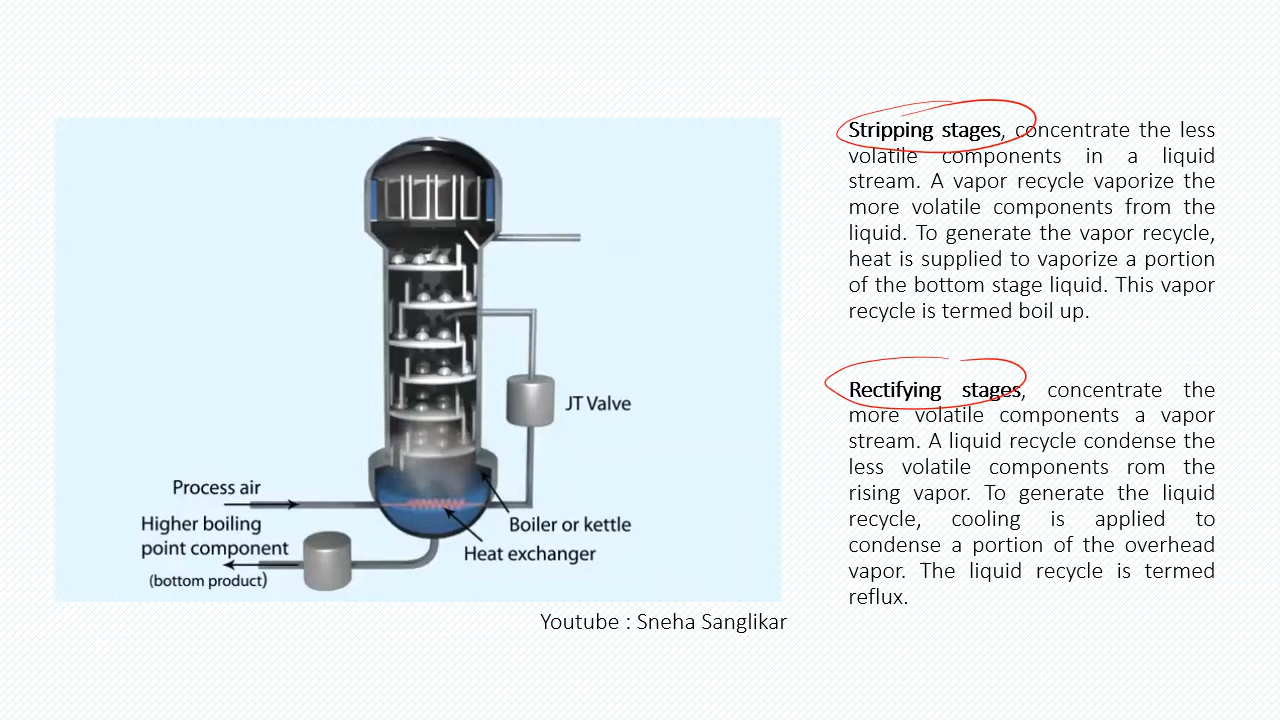 Stripping stages, concentrate the less
volatile components in a liquid
stream. A vapor recycle vaporize the
more volatile components from the
liquid. To generate the vapor recycle,
heat is supplied to vaporize a portion
of the bottom stage liquid. This vapor
recycle is termed boil up.
Rectifying stages, concentrate the
more volatile components a vapor
stream. A liquid recycle condense the
less volatile components rom the
rising vapor. To generate the liquid
recycle, cooling is applied to
condense a portion of the overhead
vapor. The liquid recycle is termed
reflux.
JT Valve
Process air
Higher boiling
point component
(bottom product)
Boiler or kettle
Heat exchanger
Youtube : Sneha Sanglikar